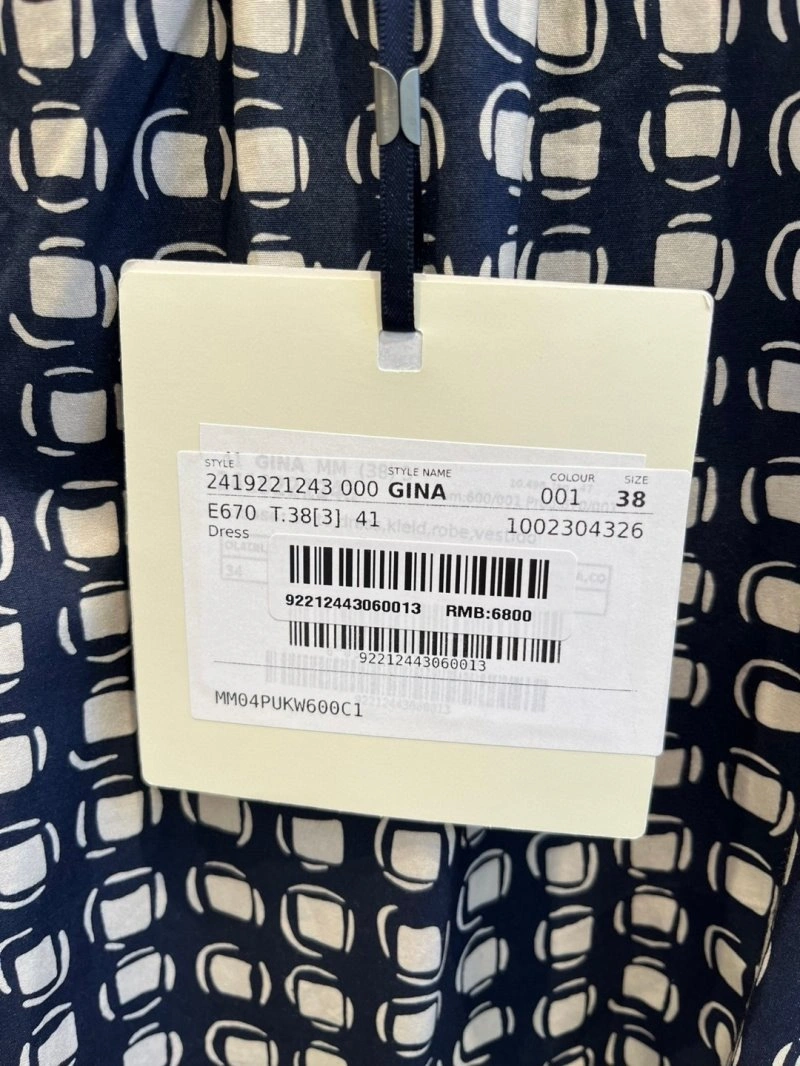 STYLE STYLE NAME COLOUR SIZE
2419221243 000 GINA 001 38
E670 T.38[3] 41 1002304326
Dress
92212443060013 RMB:6800
92212443060013
MM04PUKW600C1